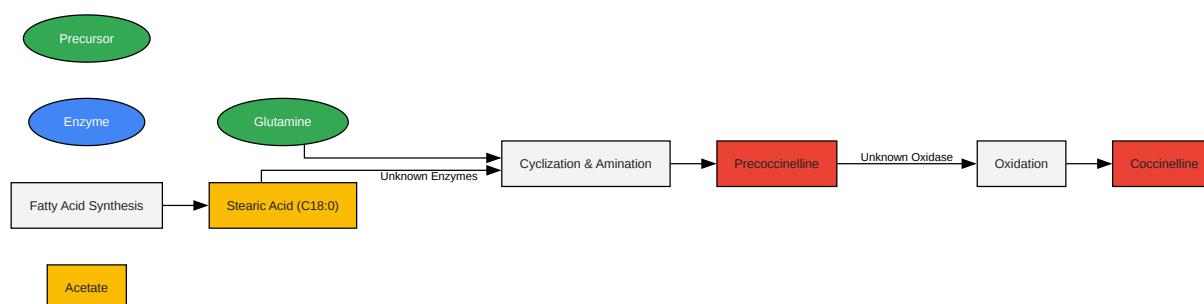 Precursor
Enzyme
Glutamine
Cyclization & Amination
Precoccinelline
Unknown Oxidase
Oxidation
Coccinelline
Unknown Enzymes
Fatty Acid Synthesis
Stearic Acid (C18:0)
Acetate